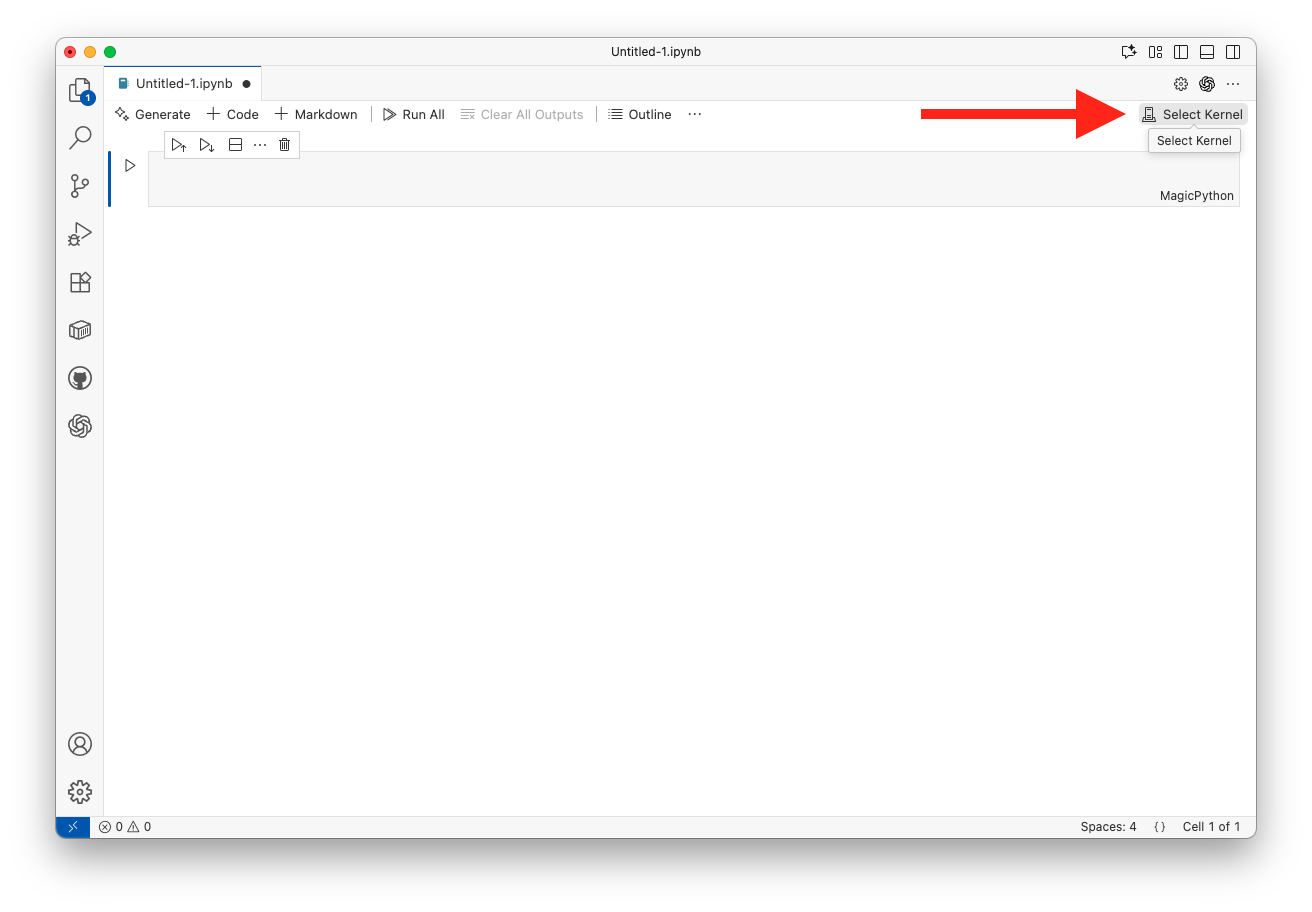 Untitled-1.ipynb
Untitled-1.ipynb
1
Generate Code Markdown Run All Clear All Outputs Outline ... Select Kernel
Select Kernel
MagicPython
0 0 Spaces: 4 {} Cell 1 of 1